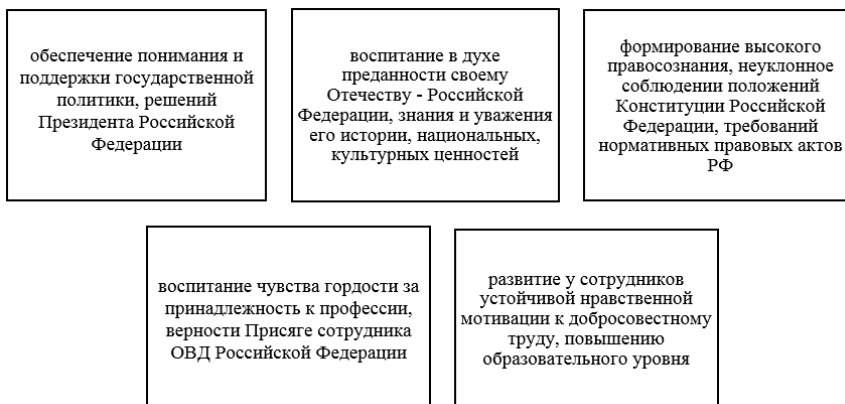 обеспечение понимания и
поддержки государственной
политики, решений
Президента Российской
Федерации
воспитание в духе
преданности своему
Отечеству - Российской
Федерации, знания и уважения
его истории, национальных,
культурных ценностей
формирование высокого
правосознания, неуклонное
соблюдении положений
Конституции Российской
Федерации, требований
нормативных правовых актов
РФ
воспитание чувства гордости за
принадлежность к профессии,
верности Присяге сотрудника
ОВД Российской Федерации
развитие у сотрудников
устойчивой нравственной
мотивации к добросовестному
труду, повышению
образовательного уровня